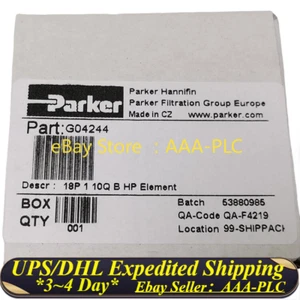 Parker
Parker Hannifin
Parker Filtration Group Europe
Made in CZ www.parker.com
Part: G04244
eBay Store : AAA-PLC
Descr : 18P 1 10Q B HP Element
BOX
QTY 001
Batch 53880985
QA-Code QA-F4219
Location 99-SHIPPACK
UPS/DHL Expedited Shipping
*3~4 Day* eBay Seller: AAA-PLC